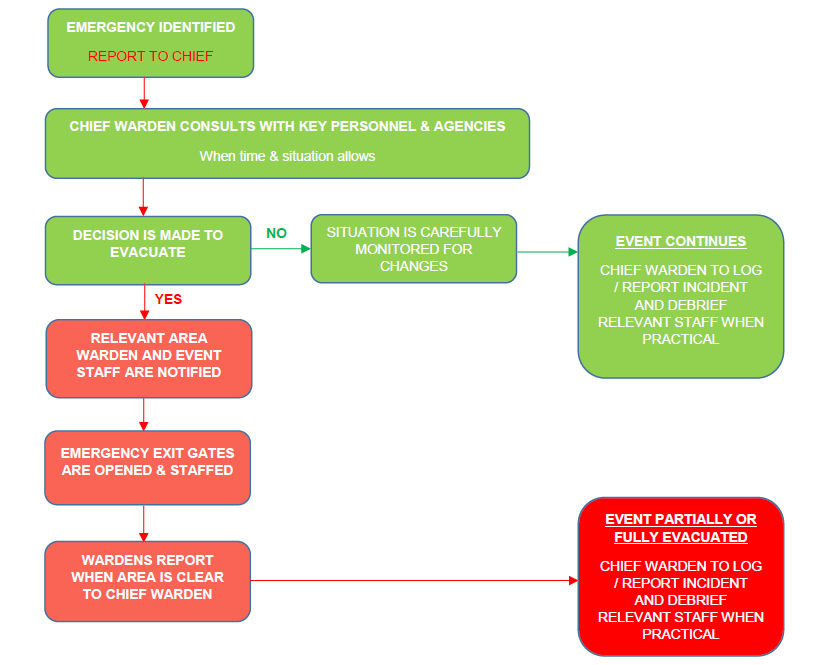 EMERGENCY IDENTIFIED
REPORT TO CHIEF
CHIEF WARDEN CONSULTS WITH KEY PERSONNEL & AGENCIES
When time & situation allows
DECISION IS MADE TO
EVACUATE
NO
SITUATION IS CAREFULLY
MONITORED FOR
CHANGES
EVENT CONTINUES
CHIEF WARDEN TO LOG
/ REPORT INCIDENT
AND DEBRIEF
RELEVANT STAFF WHEN
PRACTICAL
YES
RELEVANT AREA
WARDEN AND EVENT
STAFF ARE NOTIFIED
EMERGENCY EXIT GATES
ARE OPENED & STAFFED
WARDENS REPORT
WHEN AREA IS CLEAR
TO CHIEF WARDEN
EVENT PARTIALLY OR
FULLY EVACUATED
CHIEF WARDEN TO LOG
/ REPORT INCIDENT
AND DEBRIEF
RELEVANT STAFF WHEN
PRACTICAL